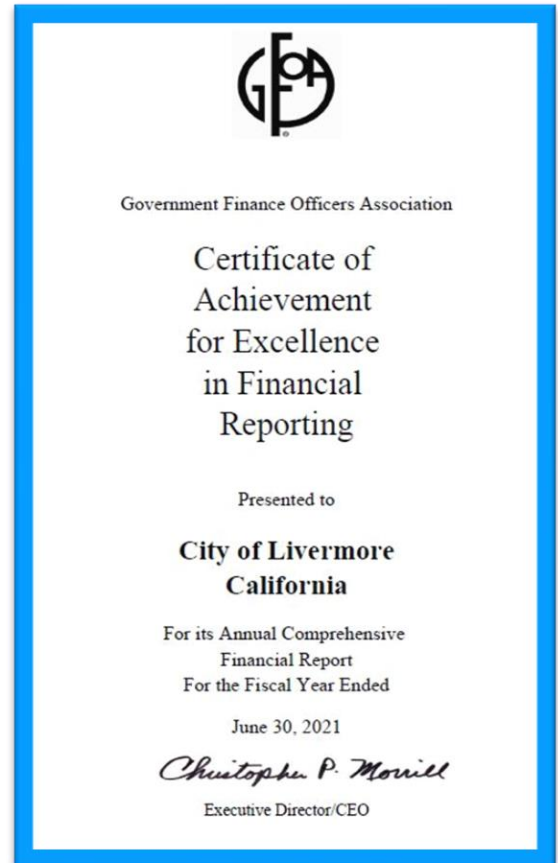 GFOA
®
Government Finance Officers Association
Certificate of
Achievement
for Excellence
in Financial
Reporting
Presented to
City of Livermore
California
For its Annual Comprehensive
Financial Report
For the Fiscal Year Ended
June 30, 2021
Christopher P. Morrill
Executive Director/CEO